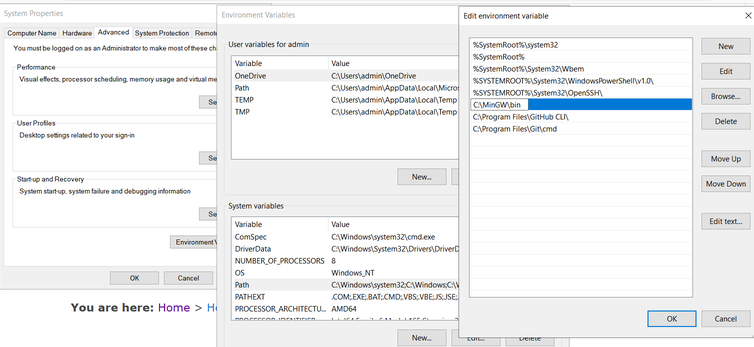 System Properties
Computer Name
Hardware
Advanced
System Protection
Remote
You must be logged on as an Administrator to make most of these
Performance
Visual effects, processor scheduling, memory usage and virtual
User Profiles
Desktop settings related to your sign-in
Start-up and Recovery
System start-up, system failure and debugging information
Environment
OK
Cancel
You are here: Home >
Environment Variables
User variables for admin
Variable Value
OneDrive C:\Users\admin\OneDrive
Path C:\Users\admin\AppData\Local\Micros
TEMP C:\Users\admin\AppData\Local\Temp
TMP C:\Users\admin\AppData\Local\Temp
New...
System variables
Variable Value
ComSpec C:\Windows\system32\cmd.exe
DriverData C:\Windows\System32\Drivers\DriverD
NUMBER_OF_PROCESSORS 8
OS Windows_NT
Path C:\Windows\system32;C:\Windows;C:\
PATHEXT .COM;.EXE;.BAT;.CMD;.VBS;.VBE;.JS;.JSE;
PROCESSOR_ARCHITECTU... AMD64
New...
Edit...
Delete
Edit environment variable
%SystemRoot%\system32
%SystemRoot%
%SystemRoot%\System32\Wbem
%SYSTEMROOT%\System32\WindowsPowerShell\v1.0\
%SYSTEMROOT%\System32\OpenSSH\
C:\MinGW\bin
C:\Program Files\GitHub CLI\
C:\Program Files\Git\cmd
New
Edit
Browse...
Delete
Move Up
Move Down
Edit text...
OK
Cancel